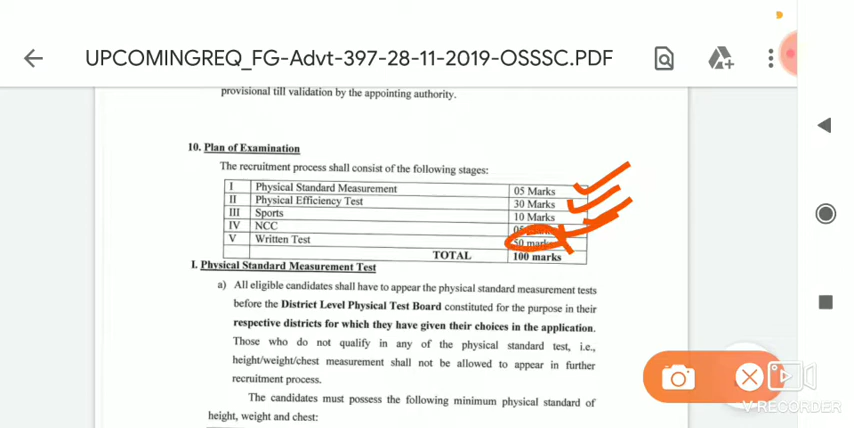 UPCOMINGREQ_FG-Advt-397-28-11-2019-OSSSC.PDF
provisional till validation by the appointing authority.
10. Plan of Examination
The recruitment process shall consist of the following stages:
I Physical Standard Measurement 05 Marks
II Physical Efficiency Test 30 Marks
III Sports 10 Marks
IV NCC
V Written Test 50 marks
TOTAL 100 marks
I. Physical Standard Measurement Test
a) All eligible candidates shall have to appear the physical standard measurement tests
before the District Level Physical Test Board constituted for the purpose in their
respective districts for which they have given their choices in the application.
Those who do not qualify in any of the physical standard test, i.e.,
height/weight/chest measurement shall not be allowed to appear in further
recruitment process.
The candidates must possess the following minimum physical standard of
height, weight and chest:
V RECORDER